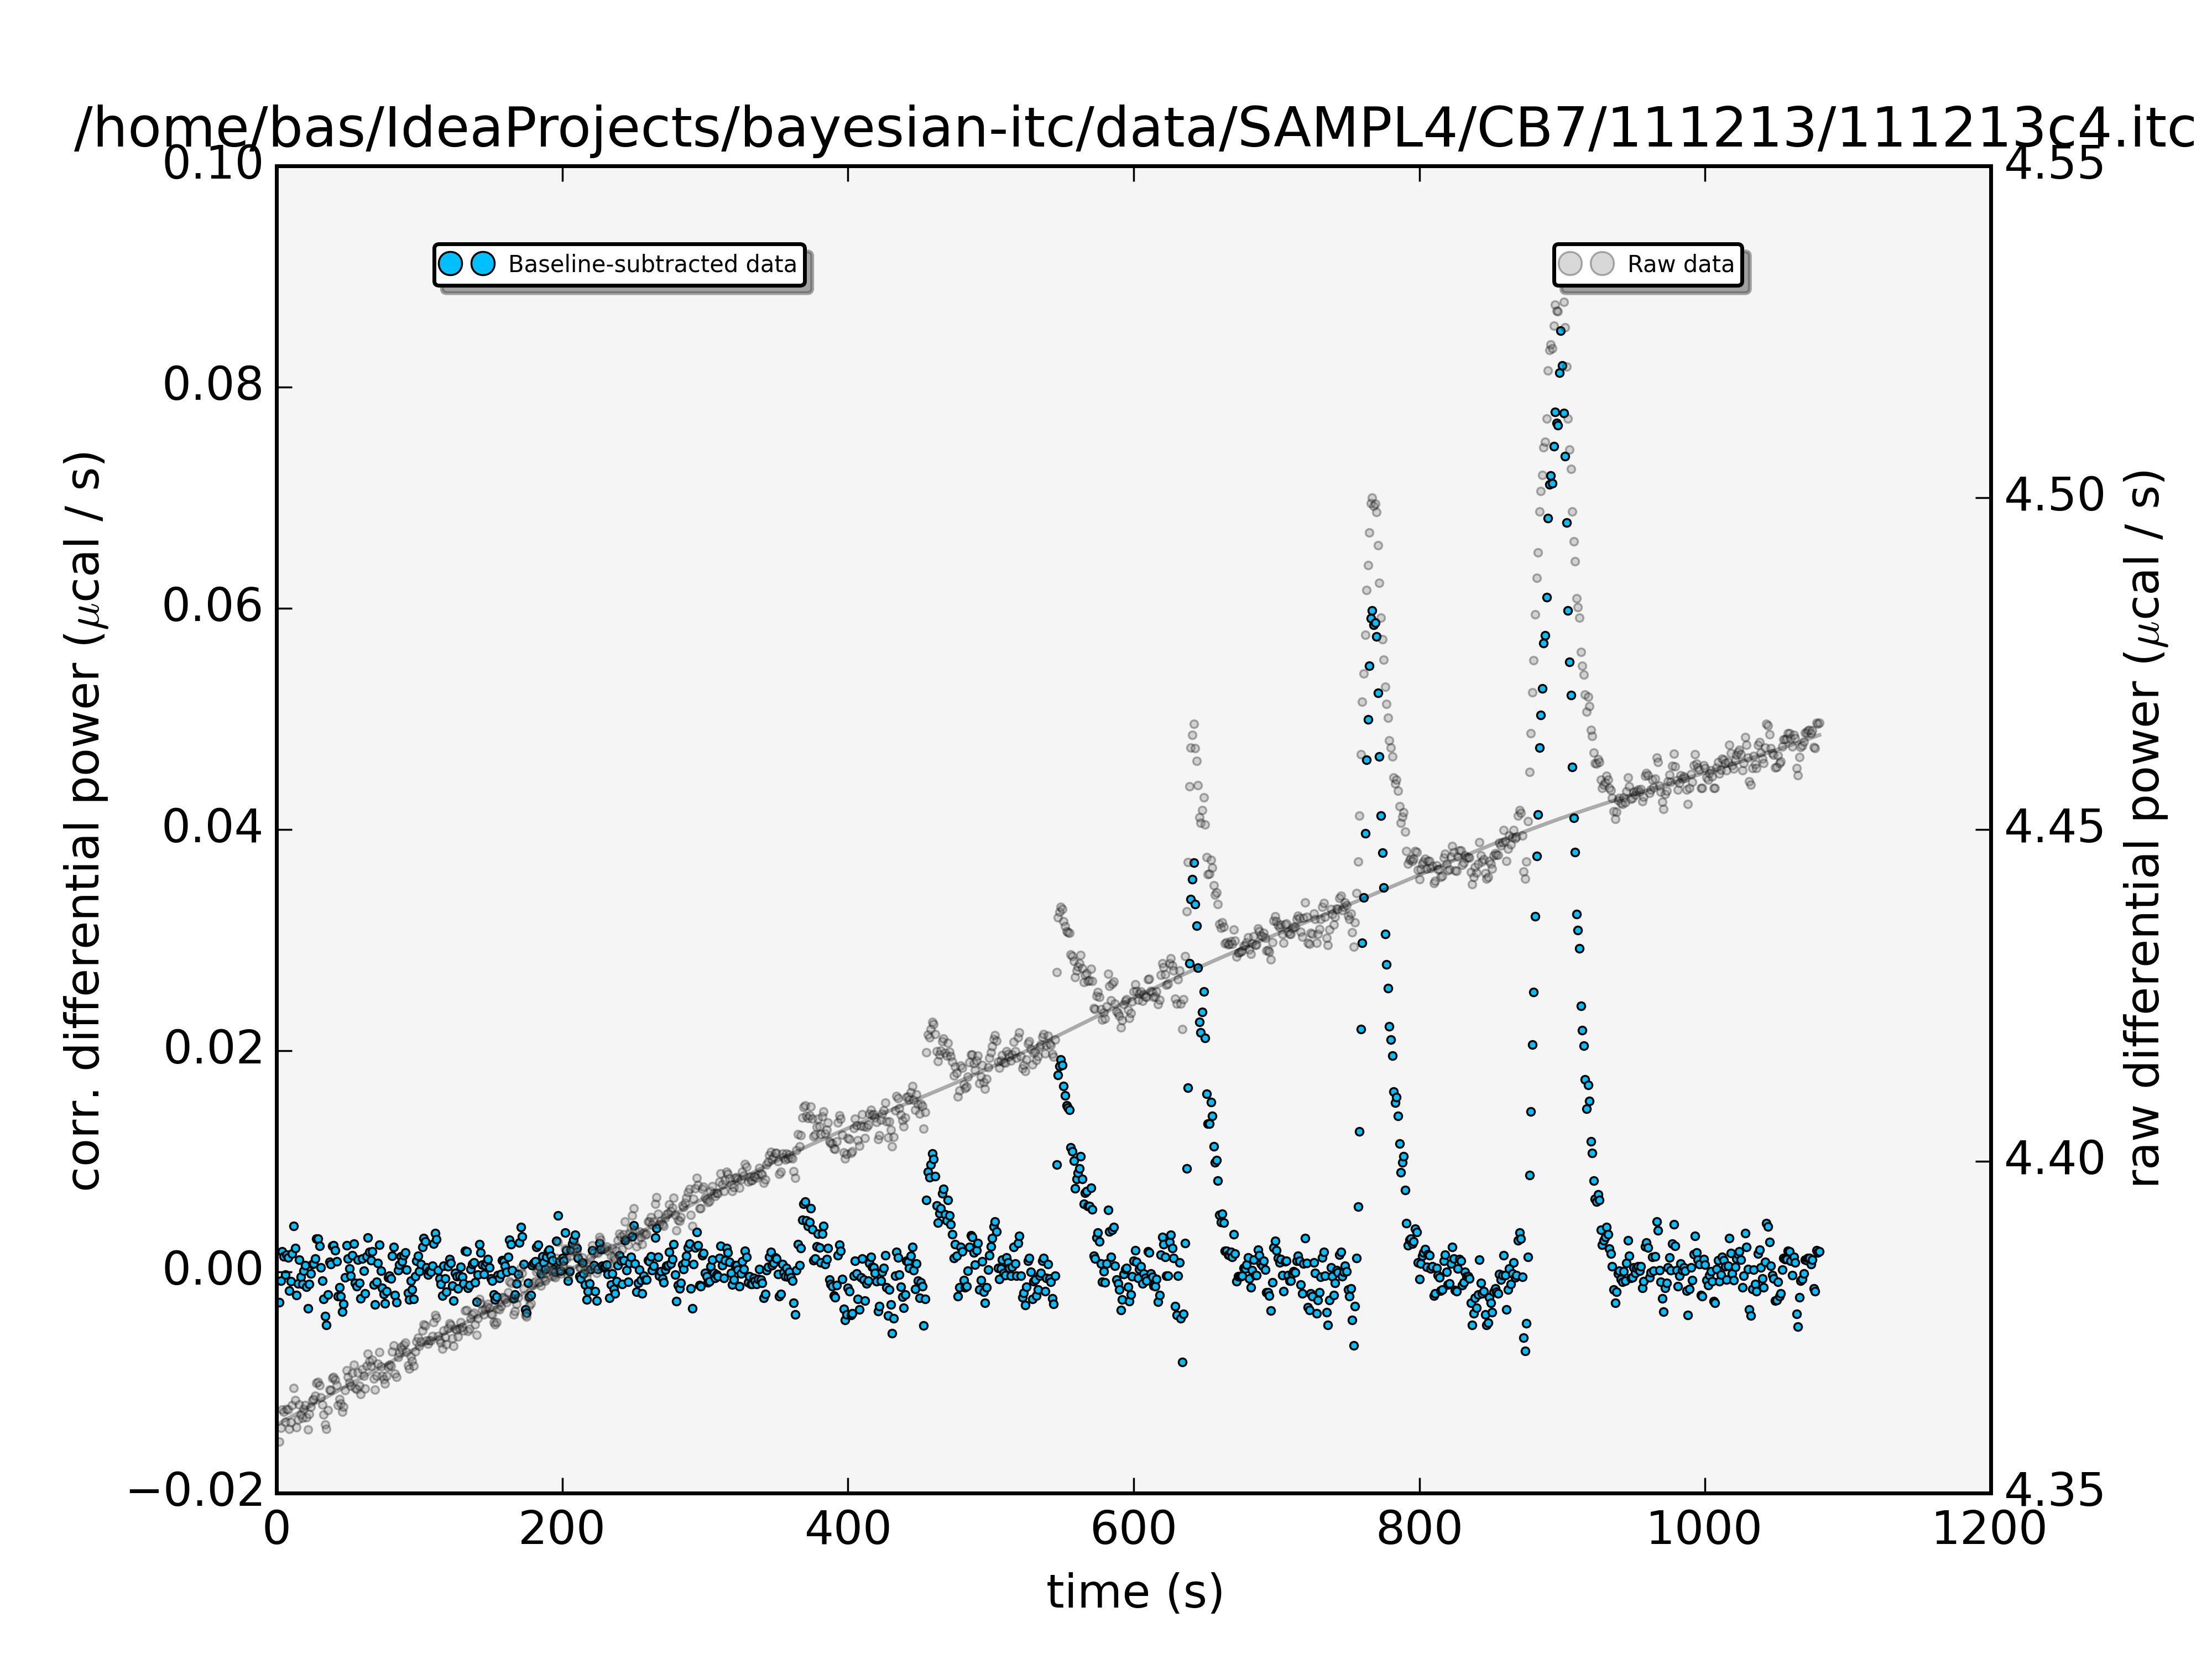 /home/bas/IdeaProjects/bayesian-itc/data/SAMPL4/CB7/111213/111213c4.itc
Baseline-subtracted data
Raw data
corr. differential power (μcal / s)
0.10
0.08
0.06
0.04
0.02
0.00
−0.02
4.55
4.50
4.45
4.40
4.35
raw differential power (μcal / s)
0 200 400 600 800 1000 1200
time (s)